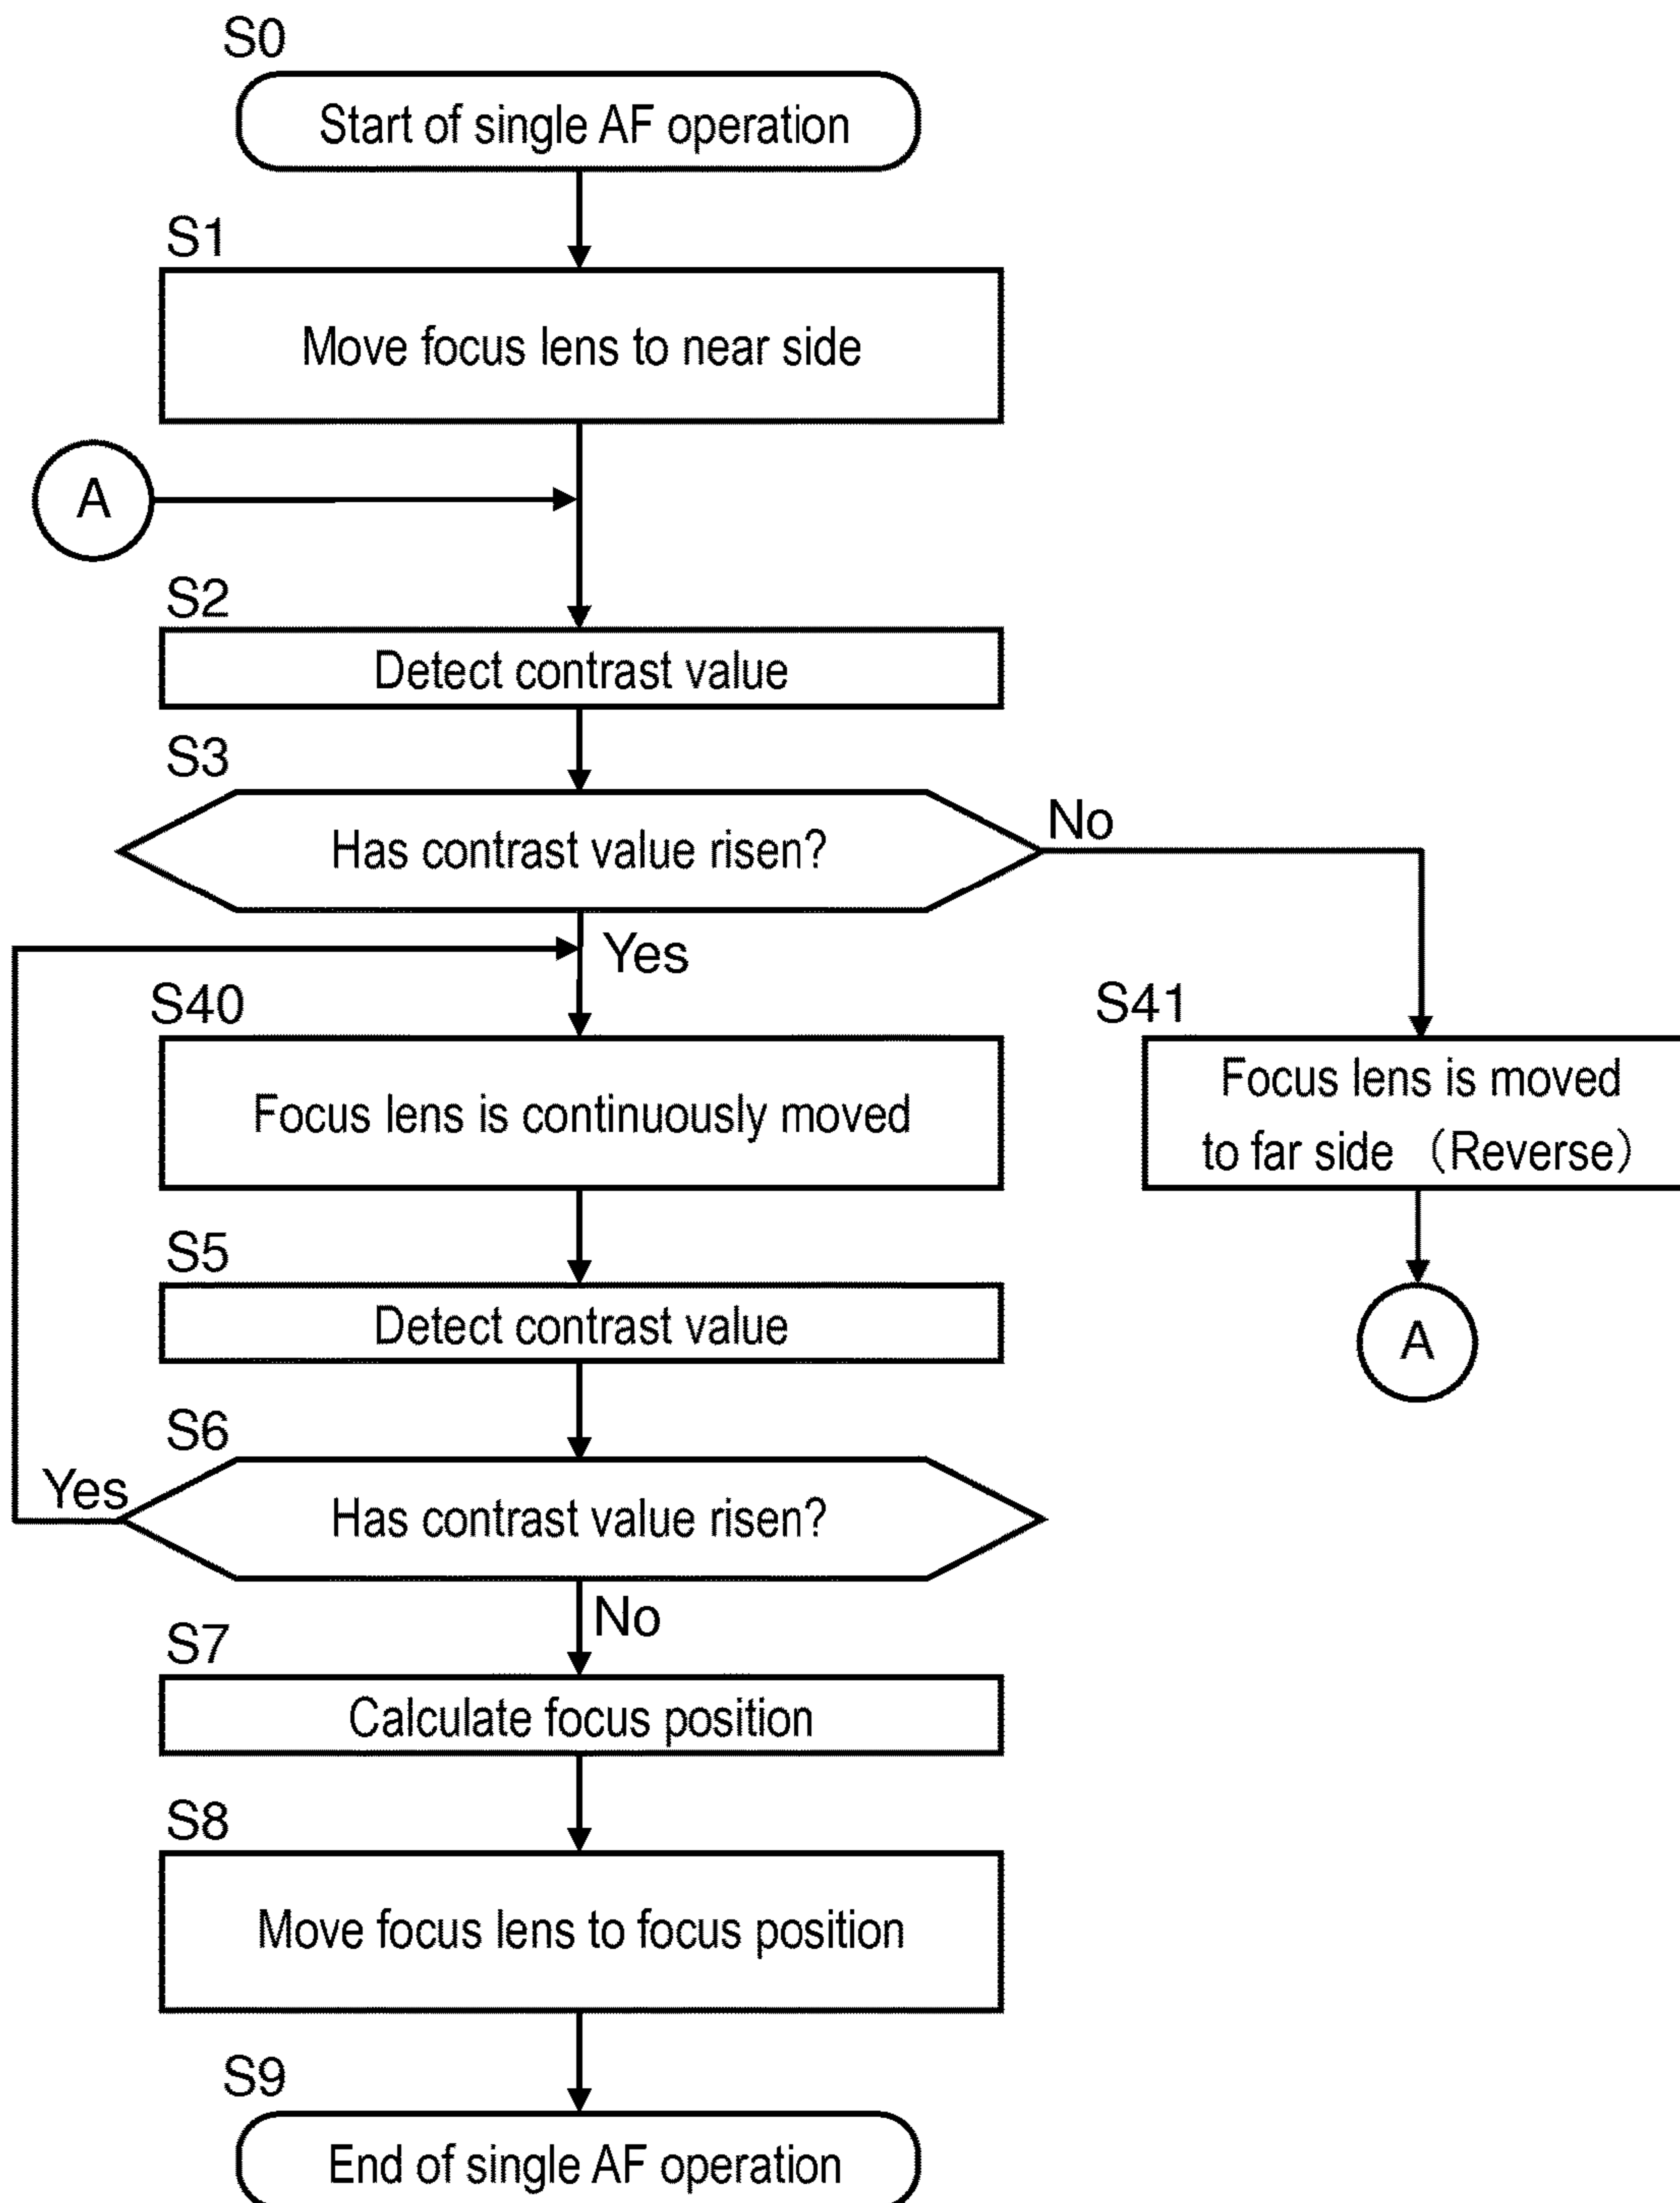 S0
Start of single AF operation
S1
Move focus lens to near side
A
S2
Detect contrast value
S3
Has contrast value risen?
No
Yes
S40
Focus lens is continuously moved
S41
Focus lens is moved
to far side （Reverse）
S5
Detect contrast value
A
S6
Yes
Has contrast value risen?
No
S7
Calculate focus position
S8
Move focus lens to focus position
S9
End of single AF operation